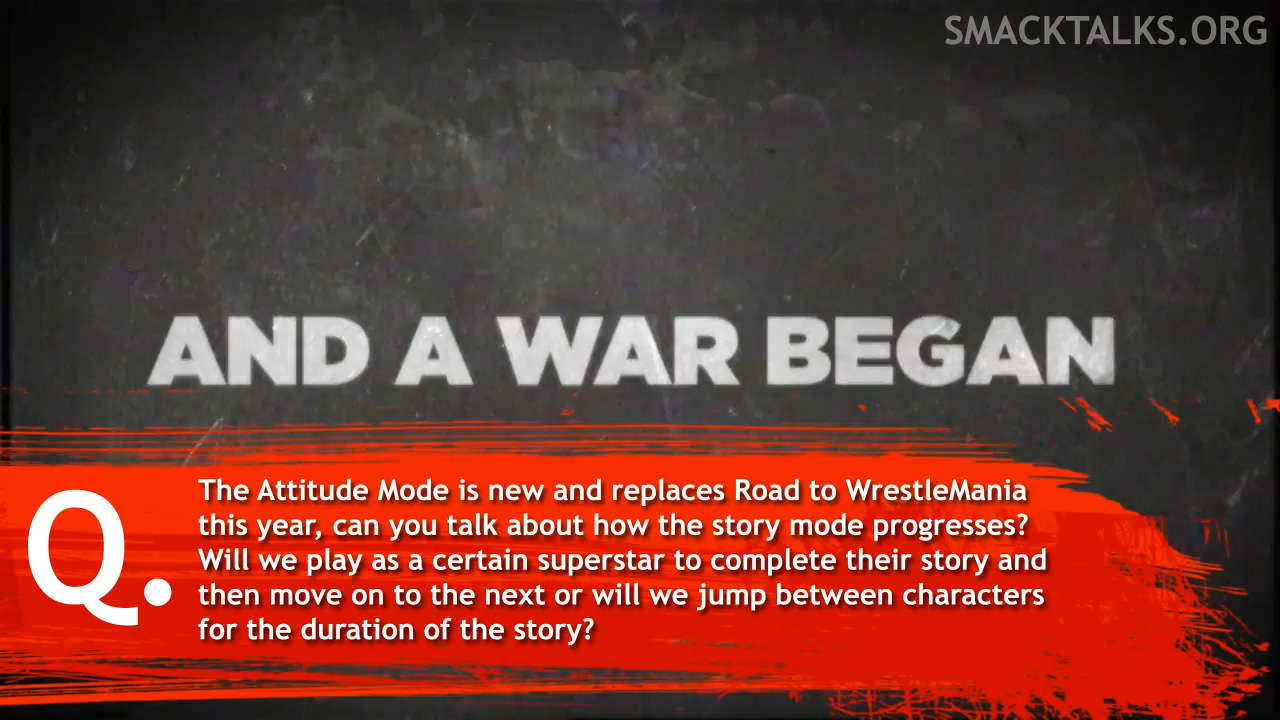 SMACKTALKS.ORG
AND A WAR BEGAN
Q.
The Attitude Mode is new and replaces Road to WrestleMania
this year, can you talk about how the story mode progresses?
Will we play as a certain superstar to complete their story and
then move on to the next or will we jump between characters
for the duration of the story?